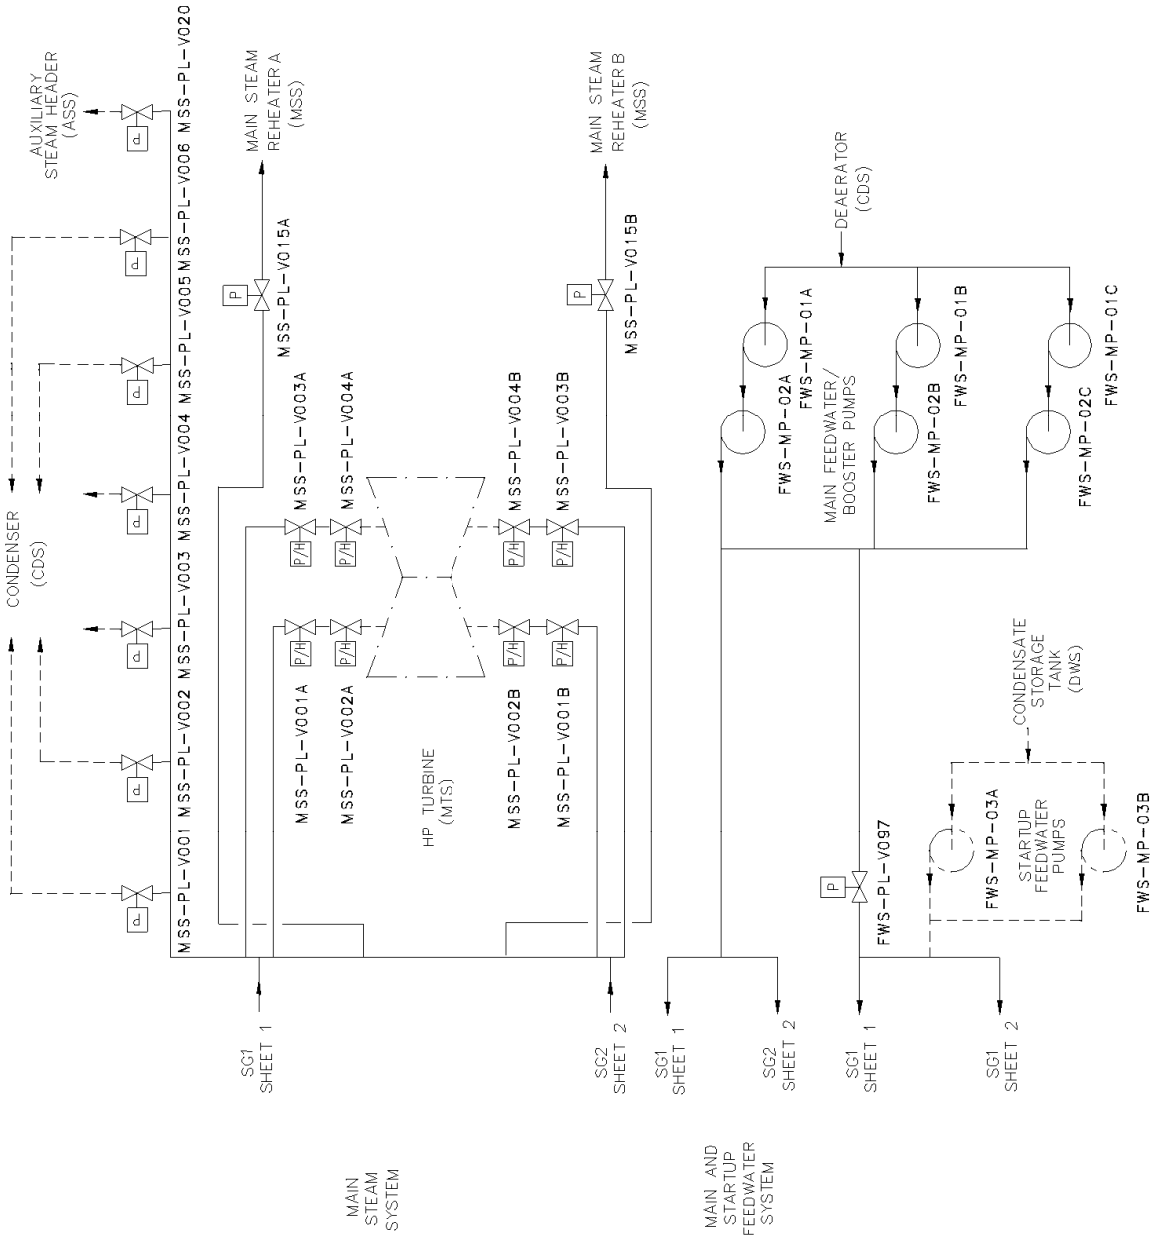 AUXILIARY
STEAM HEADER
(ASS)
CONDENSER
(CDS)
d
d
d
d
d
d
d
MSS-PL-V001
MSS-PL-V002
MSS-PL-V003
MSS-PL-V004
MSS-PL-V005
MSS-PL-V006
MSS-PL-V020
MAIN STEAM
REHEATER A
(MSS)
P
MSS-PL-V015A
MSS-PL-V003A
MSS-PL-V004A
P/H
P/H
P/H
P/H
MSS-PL-V001A
MSS-PL-V002A
HP TURBINE
(MTS)
MSS-PL-V004B
MSS-PL-V003B
P/H
P/H
P/H
P/H
MSS-PL-V002B
MSS-PL-V001B
MAIN STEAM
REHEATER B
(MSS)
P
MSS-PL-V015B
SG1
SHEET 1
SG2
SHEET 2
MAIN
STEAM
SYSTEM
DEAERATOR
(CDS)
FWS-MP-01A
FWS-MP-02A
MAIN FEEDWATER/
BOOSTER PUMPS
FWS-MP-01B
FWS-MP-02B
FWS-MP-01C
FWS-MP-02C
CONDENSATE
STORAGE
TANK
(DWS)
P
FWS-PL-V097
FWS-MP-03A
STARTUP
FEEDWATER
PUMPS
FWS-MP-03B
SG1
SHEET 1
SG2
SHEET 2
SG1
SHEET 1
SG1
SHEET 2
MAIN AND
STARTUP
FEEDWATER
SYSTEM